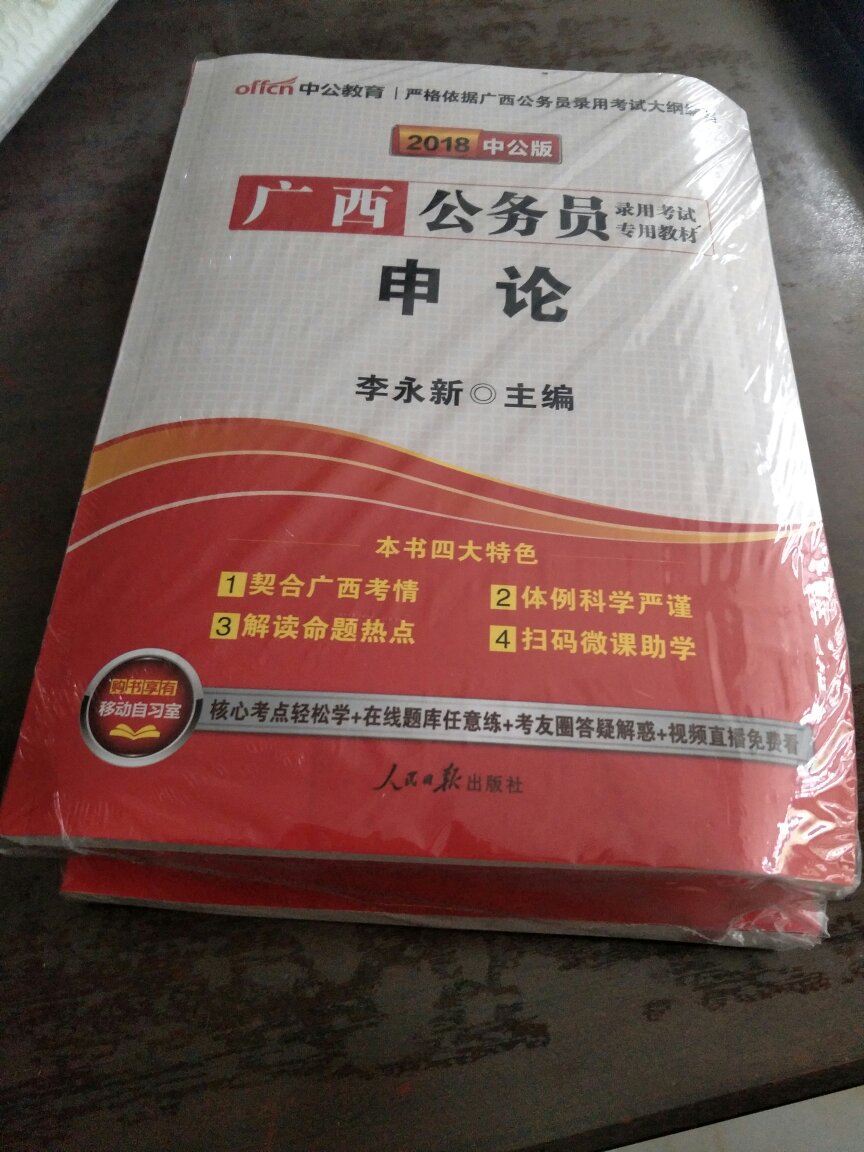 offcn 中公教育 | 严格依据广西公务员录用考试大纲
2018 中公版
广西 公务员 录用考试
专用教材
申论
李永新◎主编
本书四大特色
1 契合广西考情 2 体例科学严谨
3 解读命题热点 4 扫码微课助学
购书享有
移动自习室
核心考点轻松学+在线题库任意练+考友圈答疑解惑+视频直播免费看
人民日报出版社